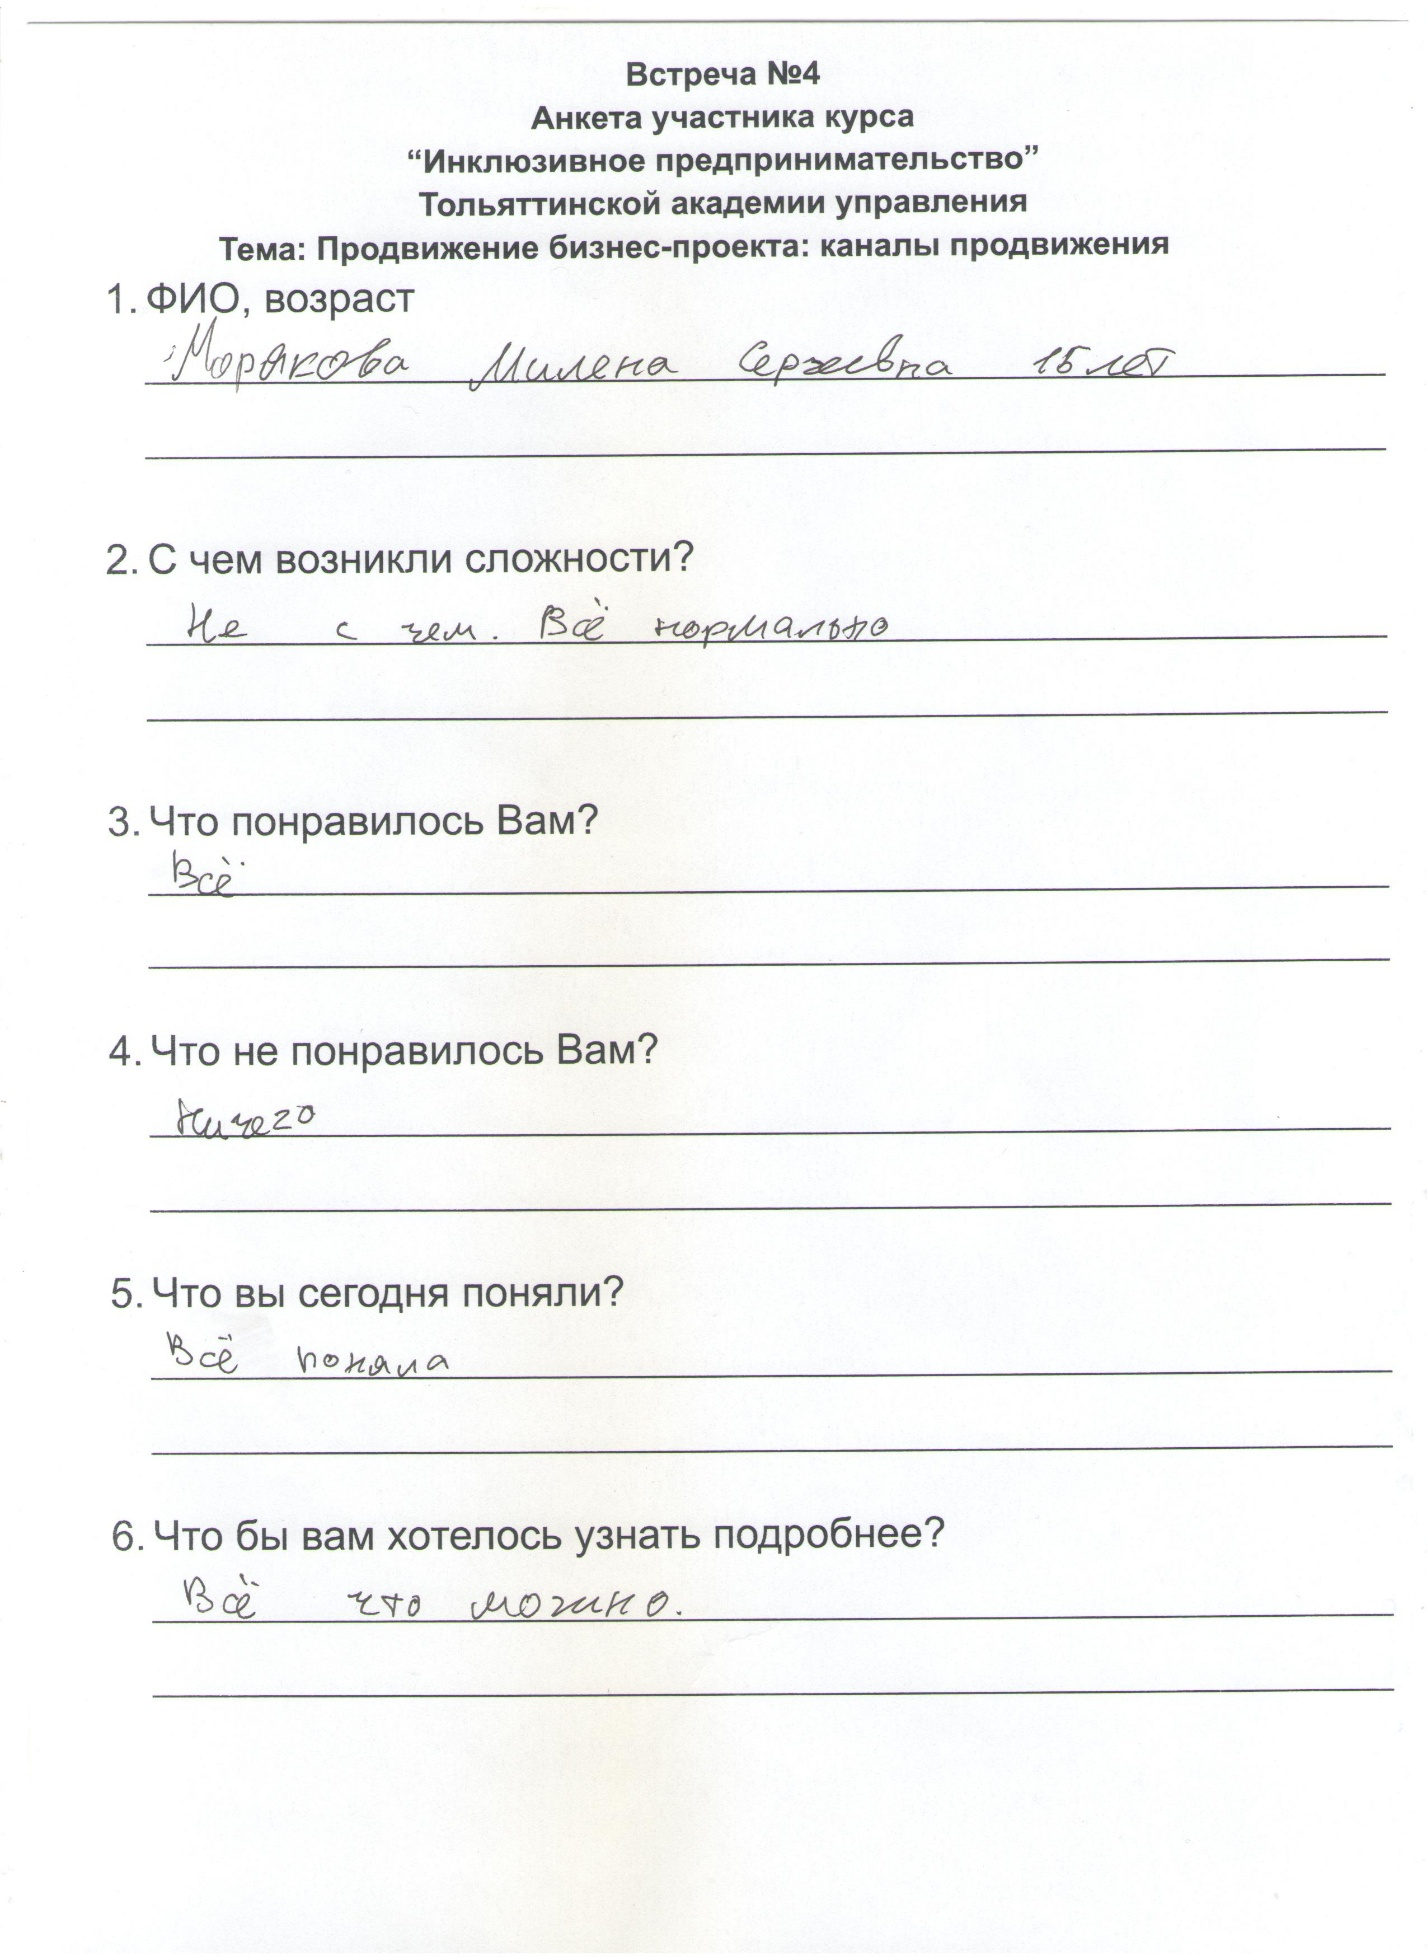 Встреча №4
Анкета участника курса
“Инклюзивное предпринимательство”
Тольяттинской академии управления
Тема: Продвижение бизнес-проекта: каналы продвижения
1. ФИО, возраст
Морякова Милена Сергеевна 15 лет
2. С чем возникли сложности?
Не с чем. Всё нормально
3. Что понравилось Вам?
Всё
4. Что не понравилось Вам?
Ничего
5. Что вы сегодня поняли?
Всё поняла
6. Что бы вам хотелось узнать подробнее?
Всё что можно.